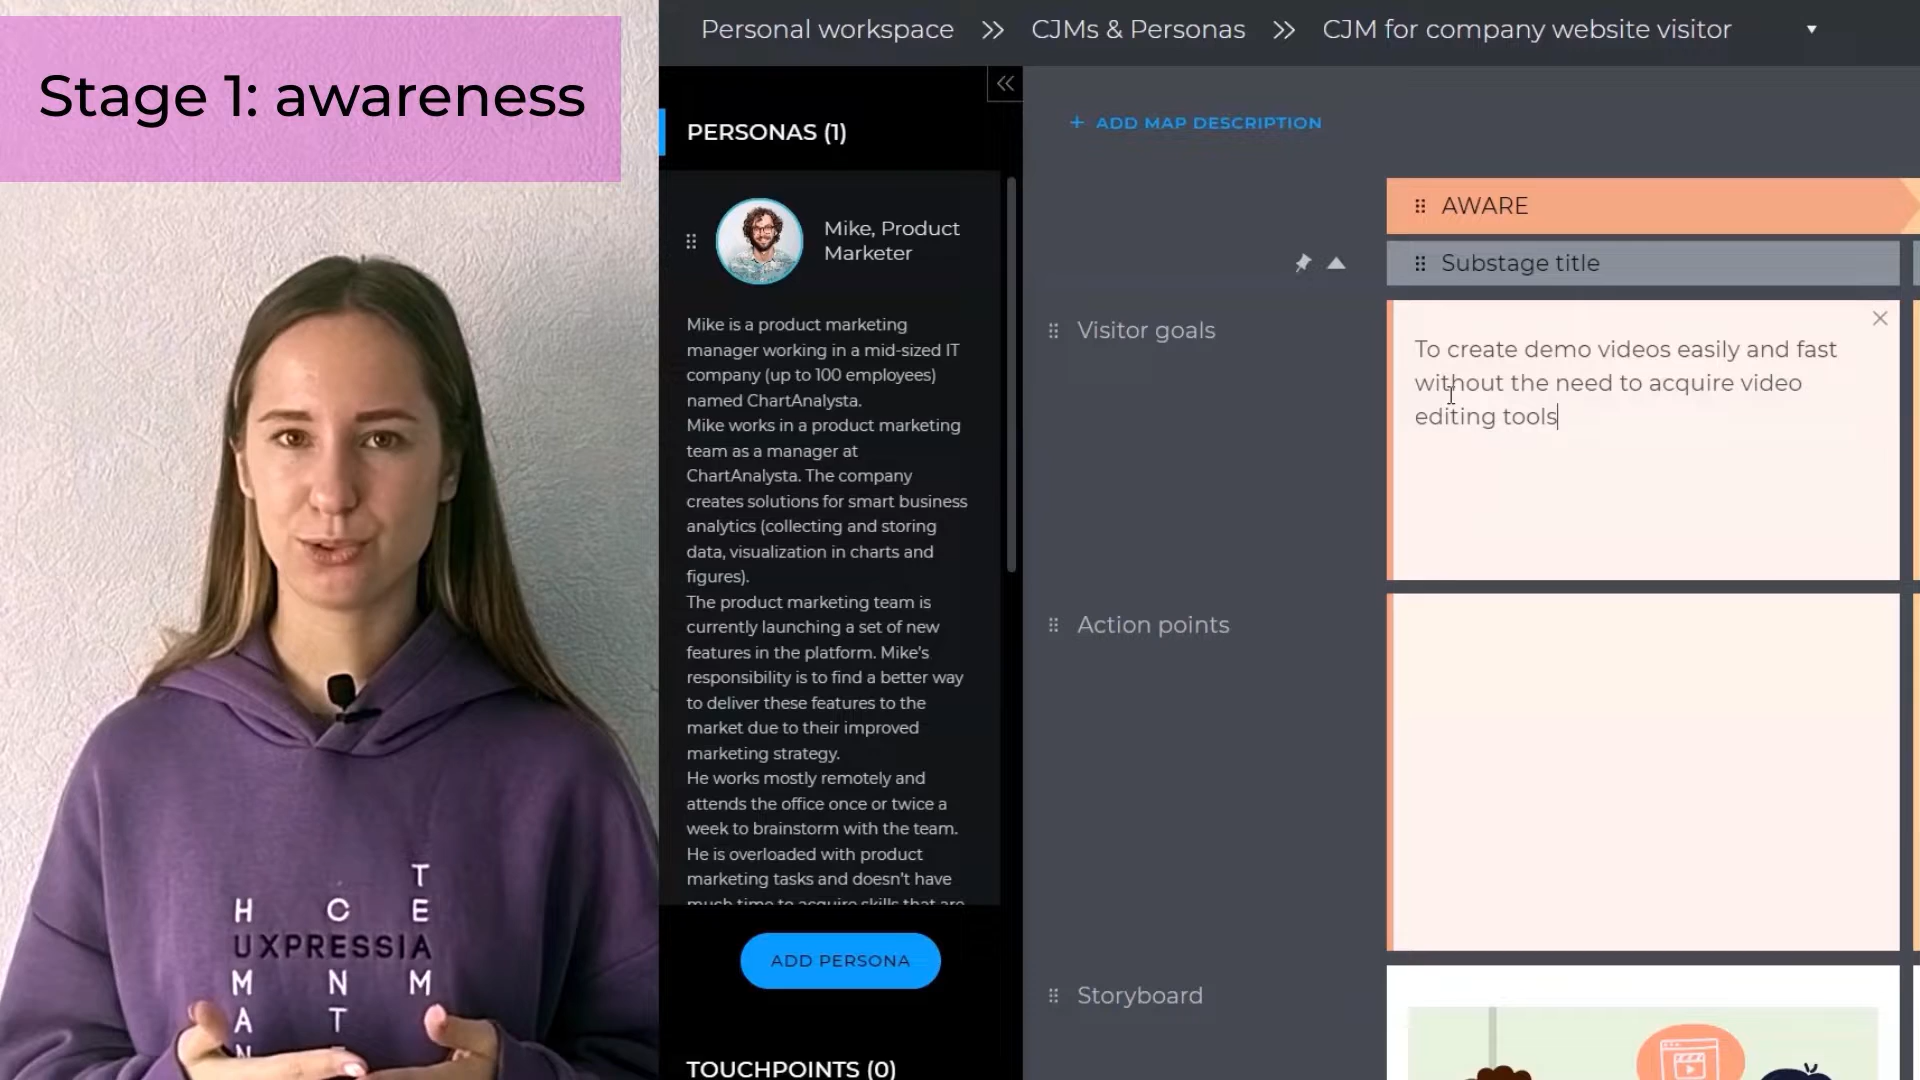 Stage 1: awareness
Personal workspace >> CJMs & Personas >> CJM for company website visitor
PERSONAS (1)
Mike, Product
Marketer
Mike is a product marketing
manager working in a mid-sized IT
company (up to 100 employees)
named ChartAnalysta.
Mike works in a product marketing
team as a manager at
ChartAnalysta. The company
creates solutions for smart business
analytics (collecting and storing
data, visualization in charts and
figures).
The product marketing team is
currently launching a set of new
features in the platform. Mike's
responsibility is to find a better way
to deliver these features to the
market due to their improved
marketing strategy.
He works mostly remotely and
attends the office once or twice a
week to brainstorm with the team.
He is overloaded with product
marketing tasks and doesn't have
much time to acquire skills that are
ADD PERSONA
TOUCHPOINTS (0)
+ ADD MAP DESCRIPTION
AWARE
Substage title
Visitor goals
To create demo videos easily and fast
without the need to acquire video
editing tools
Action points
Storyboard
T
H C E
UXPRESSIA
M N M
A T
N